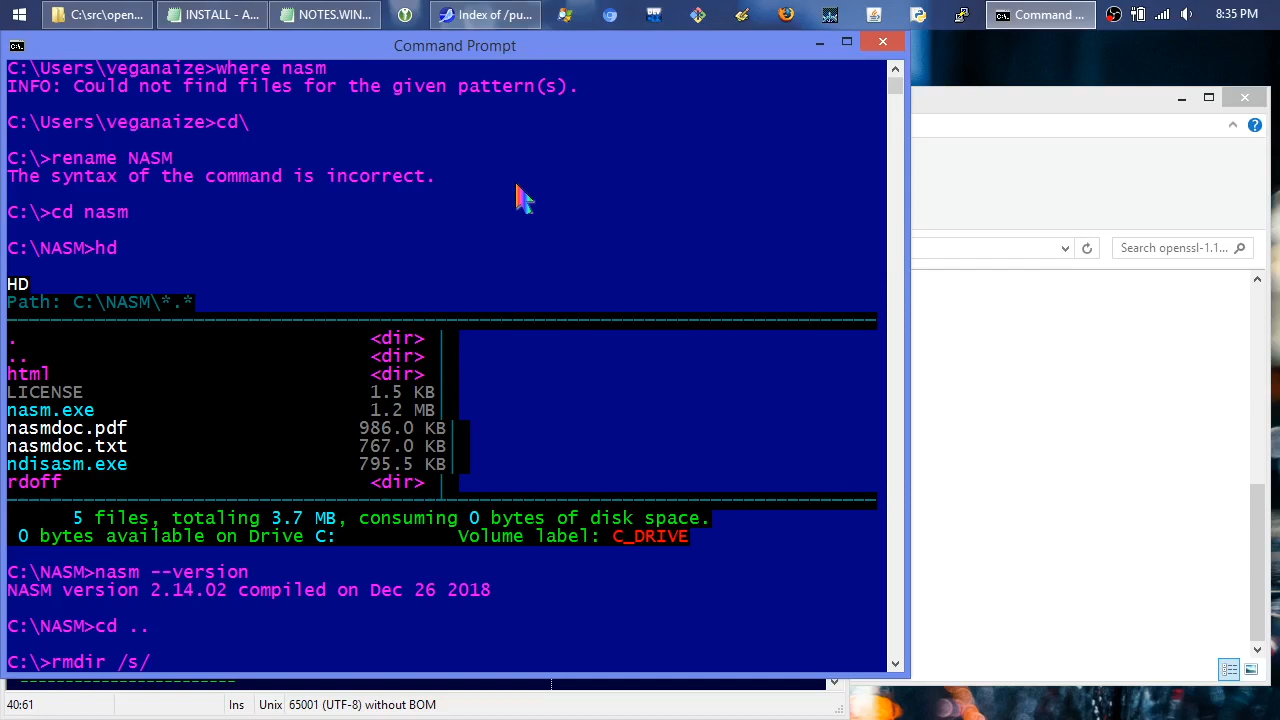 C:\src\open...
INSTALL - A...
NOTES.WIN...
Index of /pu...
Command ...
8:35 PM
Command Prompt
C:\Users\veganaize>where nasm
INFO: Could not find files for the given pattern(s).
C:\Users\veganaize>cd\
C:\>rename NASM
The syntax of the command is incorrect.
C:\>cd nasm
C:\NASM>hd
HD
Path: C:\NASM\*.*
. <dir>
.. <dir>
html <dir>
LICENSE 1.5 KB
nasm.exe 1.2 MB
nasmdoc.pdf 986.0 KB
nasmdoc.txt 767.0 KB
ndisasm.exe 795.5 KB
rdoff <dir>
5 files, totaling 3.7 MB, consuming 0 bytes of disk space.
0 bytes available on Drive C: Volume label: C_DRIVE
C:\NASM>nasm --version
NASM version 2.14.02 compiled on Dec 26 2018
C:\NASM>cd ..
C:\>rmdir /s/
Search openssl-1.1...
40:61
Ins
Unix
65001 (UTF-8) without BOM